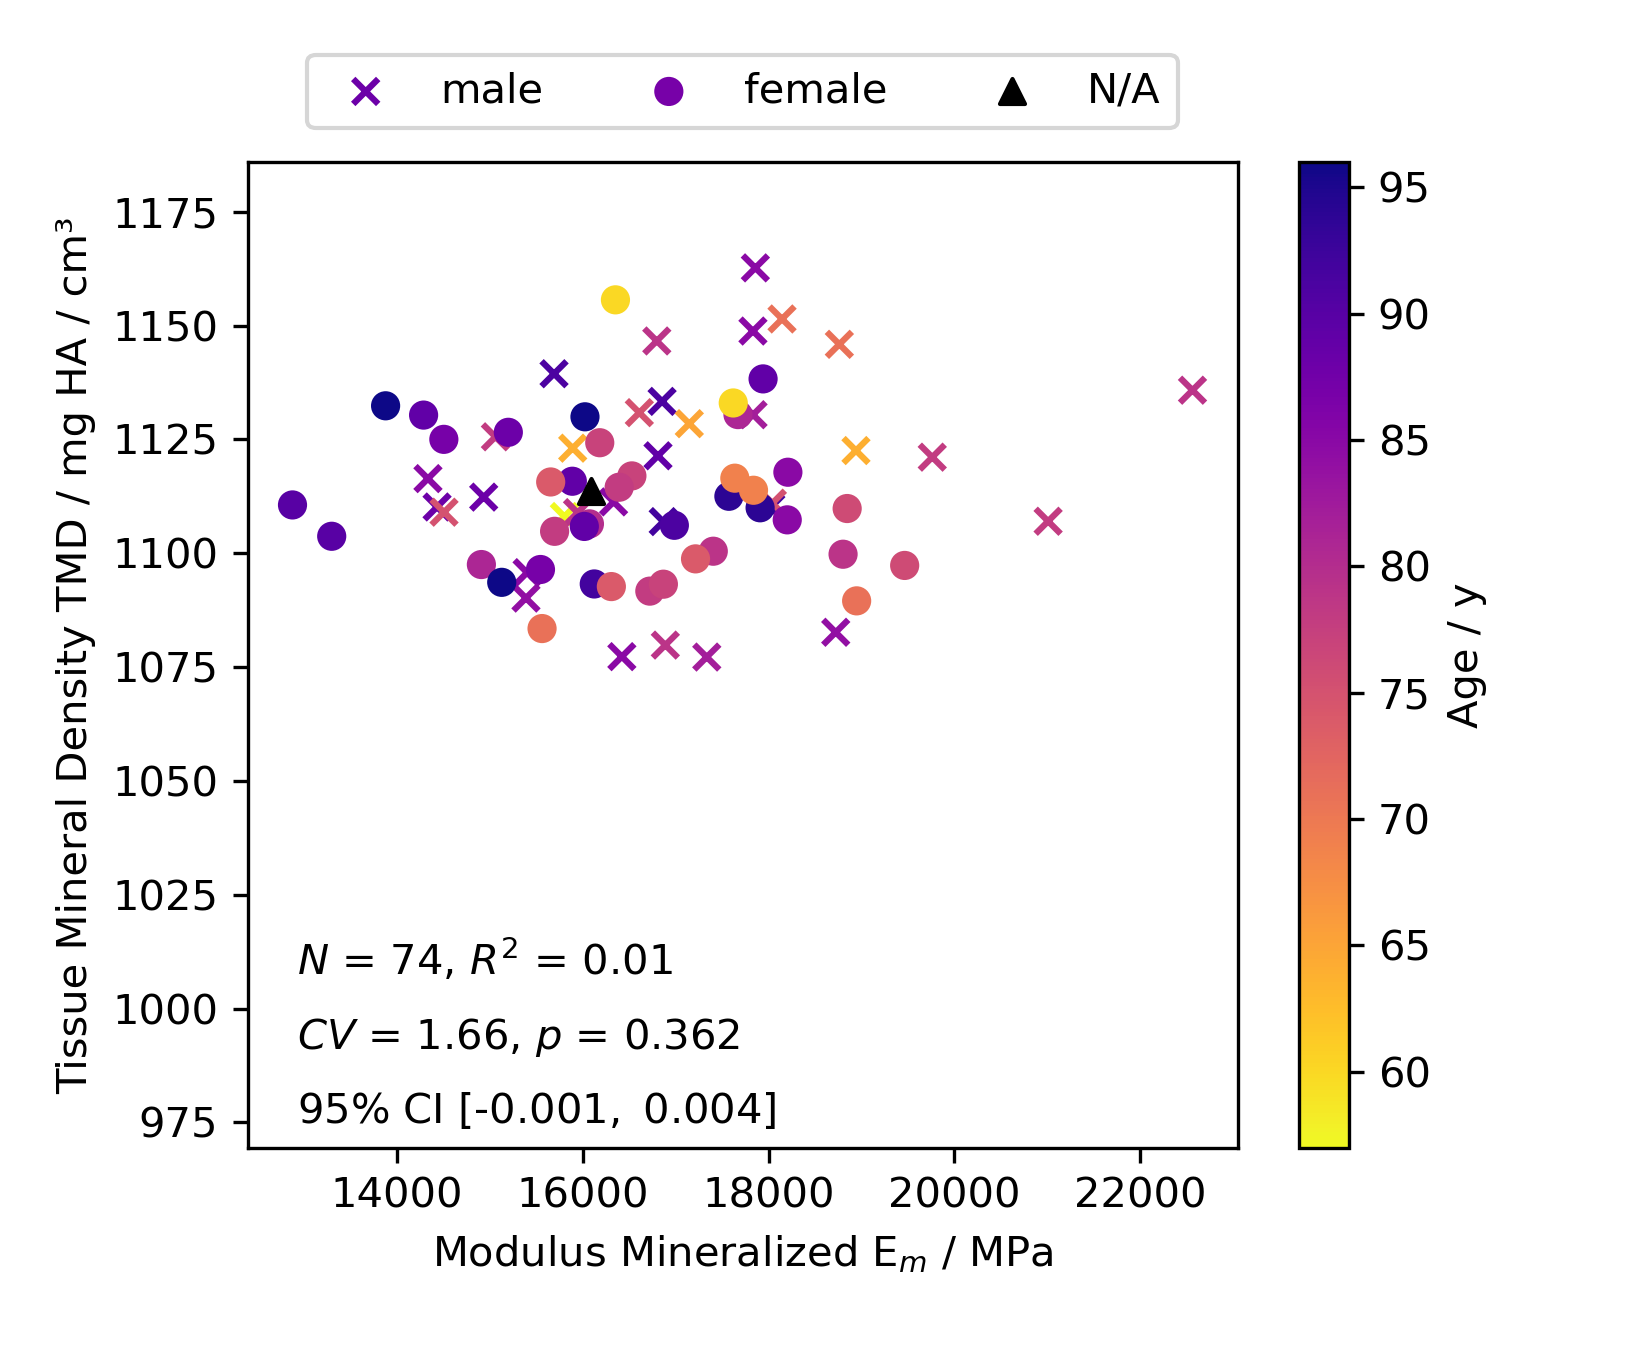 male female N/A
1175
1150
1125
1100
1075
1050
1025
1000
975
Tissue Mineral Density TMD / mg HA / cm³
N = 74, R² = 0.01
CV = 1.66, p = 0.362
95% CI [-0.001, 0.004]
14000 16000 18000 20000 22000
Modulus Mineralized Eₘ / MPa
95
90
85
80
75
70
65
60
Age / y